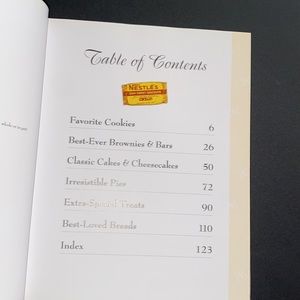 Table of Contents
NESTLÉ'S
Favorite Cookies 6
Best-Ever Brownies & Bars 26
Classic Cakes & Cheesecakes 50
Irresistible Pies 72
Extra-Special Treats 90
Best-Loved Breads 110
Index 123